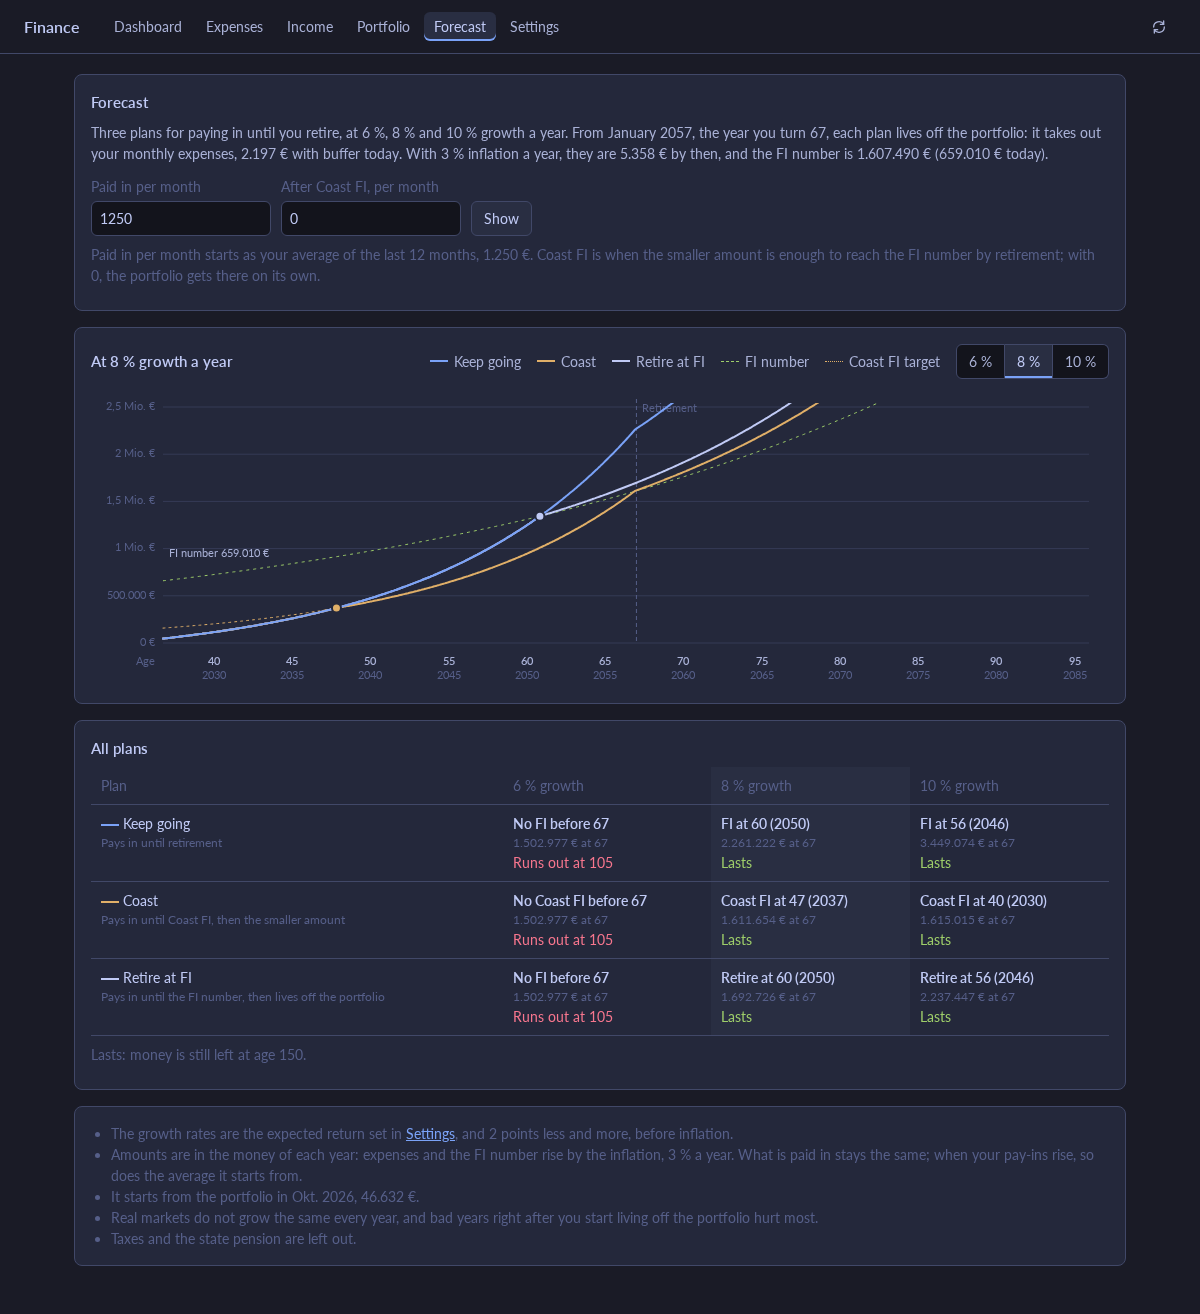 Finance Dashboard Expenses Income Portfolio Forecast Settings
Forecast
Three plans for paying in until you retire, at 6 %, 8 % and 10 % growth a year. From January 2057, the year you turn 67, each plan lives off the portfolio: it takes out
your monthly expenses, 2.197 € with buffer today. With 3 % inflation a year, they are 5.358 € by then, and the FI number is 1.607.490 € (659.010 € today).
Paid in per month After Coast FI, per month
1250 0 Show
Paid in per month starts as your average of the last 12 months, 1.250 €. Coast FI is when the smaller amount is enough to reach the FI number by retirement; with
0, the portfolio gets there on its own.
At 8 % growth a year Keep going Coast Retire at FI FI number Coast FI target 6 % 8 % 10 %
2,5 Mio. € Retirement
2 Mio. €
1,5 Mio. €
1 Mio. € FI number 659.010 €
500.000 €
0 €
Age 40 45 50 55 60 65 70 75 80 85 90 95
2030 2035 2040 2045 2050 2055 2060 2065 2070 2075 2080 2085
All plans
Plan 6 % growth 8 % growth 10 % growth
Keep going No FI before 67 FI at 60 (2050) FI at 56 (2046)
Pays in until retirement 1.502.977 € at 67 2.261.222 € at 67 3.449.074 € at 67
Runs out at 105 Lasts Lasts
Coast No Coast FI before 67 Coast FI at 47 (2037) Coast FI at 40 (2030)
Pays in until Coast FI, then the smaller amount 1.502.977 € at 67 1.611.654 € at 67 1.615.015 € at 67
Runs out at 105 Lasts Lasts
Retire at FI No FI before 67 Retire at 60 (2050) Retire at 56 (2046)
Pays in until the FI number, then lives off the portfolio 1.502.977 € at 67 1.692.726 € at 67 2.237.447 € at 67
Runs out at 105 Lasts Lasts
Lasts: money is still left at age 150.
• The growth rates are the expected return set in Settings, and 2 points less and more, before inflation.
• Amounts are in the money of each year: expenses and the FI number rise by the inflation, 3 % a year. What is paid in stays the same; when your pay-ins rise, so
does the average it starts from.
• It starts from the portfolio in Okt. 2026, 46.632 €.
• Real markets do not grow the same every year, and bad years right after you start living off the portfolio hurt most.
• Taxes and the state pension are left out.